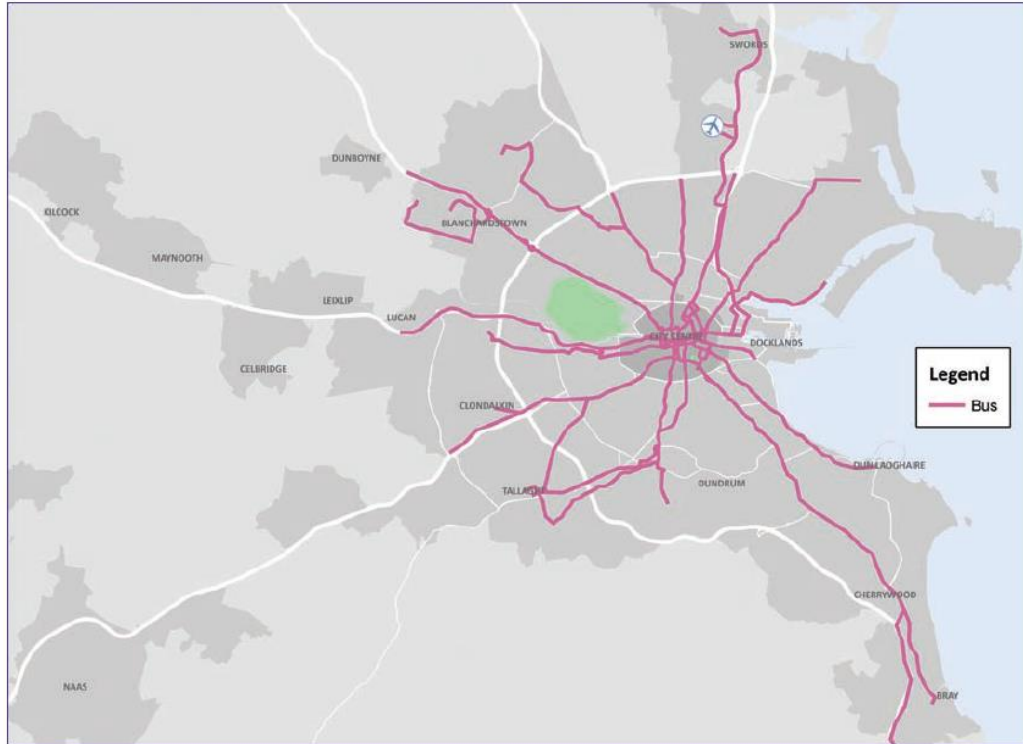 SWORDS
DUNBOYNE
KILCOCK
BLANCHARDSTOWN
MAYNOOTH
LEIXLIP
LUCAN
CITY CENTRE
DOCKLANDS
CELBRIDGE
Legend
Bus
CLONDALKIN
DUN LAOGHAIRE
TALLAGHT
DUNDRUM
CHERRYWOOD
NAAS
BRAY